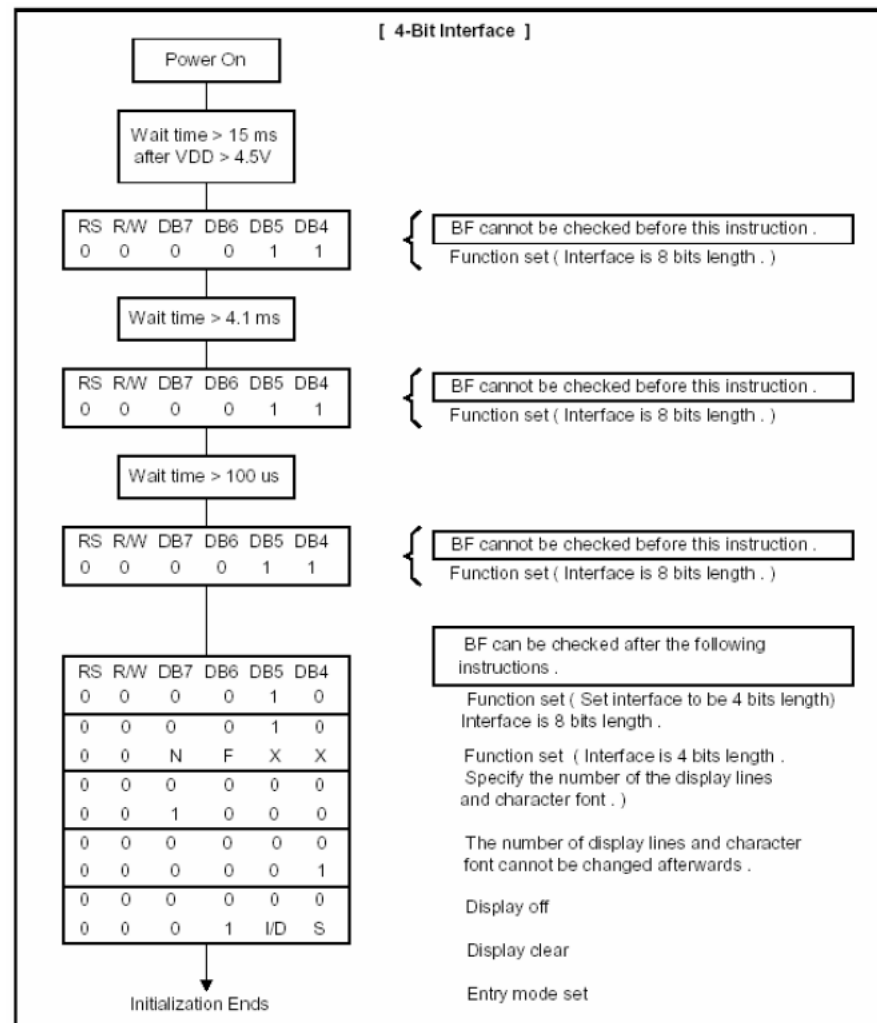 [ 4-Bit Interface ]
Power On
Wait time > 15 ms
after VDD > 4.5V
RS R/W DB7 DB6 DB5 DB4
0 0 0 0 1 1
BF cannot be checked before this instruction .
Function set ( Interface is 8 bits length . )
Wait time > 4.1 ms
RS R/W DB7 DB6 DB5 DB4
0 0 0 0 1 1
BF cannot be checked before this instruction .
Function set ( Interface is 8 bits length . )
Wait time > 100 us
RS R/W DB7 DB6 DB5 DB4
0 0 0 0 1 1
BF cannot be checked before this instruction .
Function set ( Interface is 8 bits length . )
RS R/W DB7 DB6 DB5 DB4
0 0 0 0 1 0
0 0 0 0 1 0
0 0 N F X X
0 0 0 0 0 0
0 0 1 0 0 0
0 0 0 0 0 0
0 0 0 0 0 1
0 0 0 0 0 0
0 0 0 1 I/D S
BF can be checked after the following
instructions .
Function set ( Set interface to be 4 bits length)
Interface is 8 bits length .
Function set ( Interface is 4 bits length .
Specify the number of the display lines
and character font . )
The number of display lines and character
font cannot be changed afterwards .
Display off
Display clear
Entry mode set
Initialization Ends